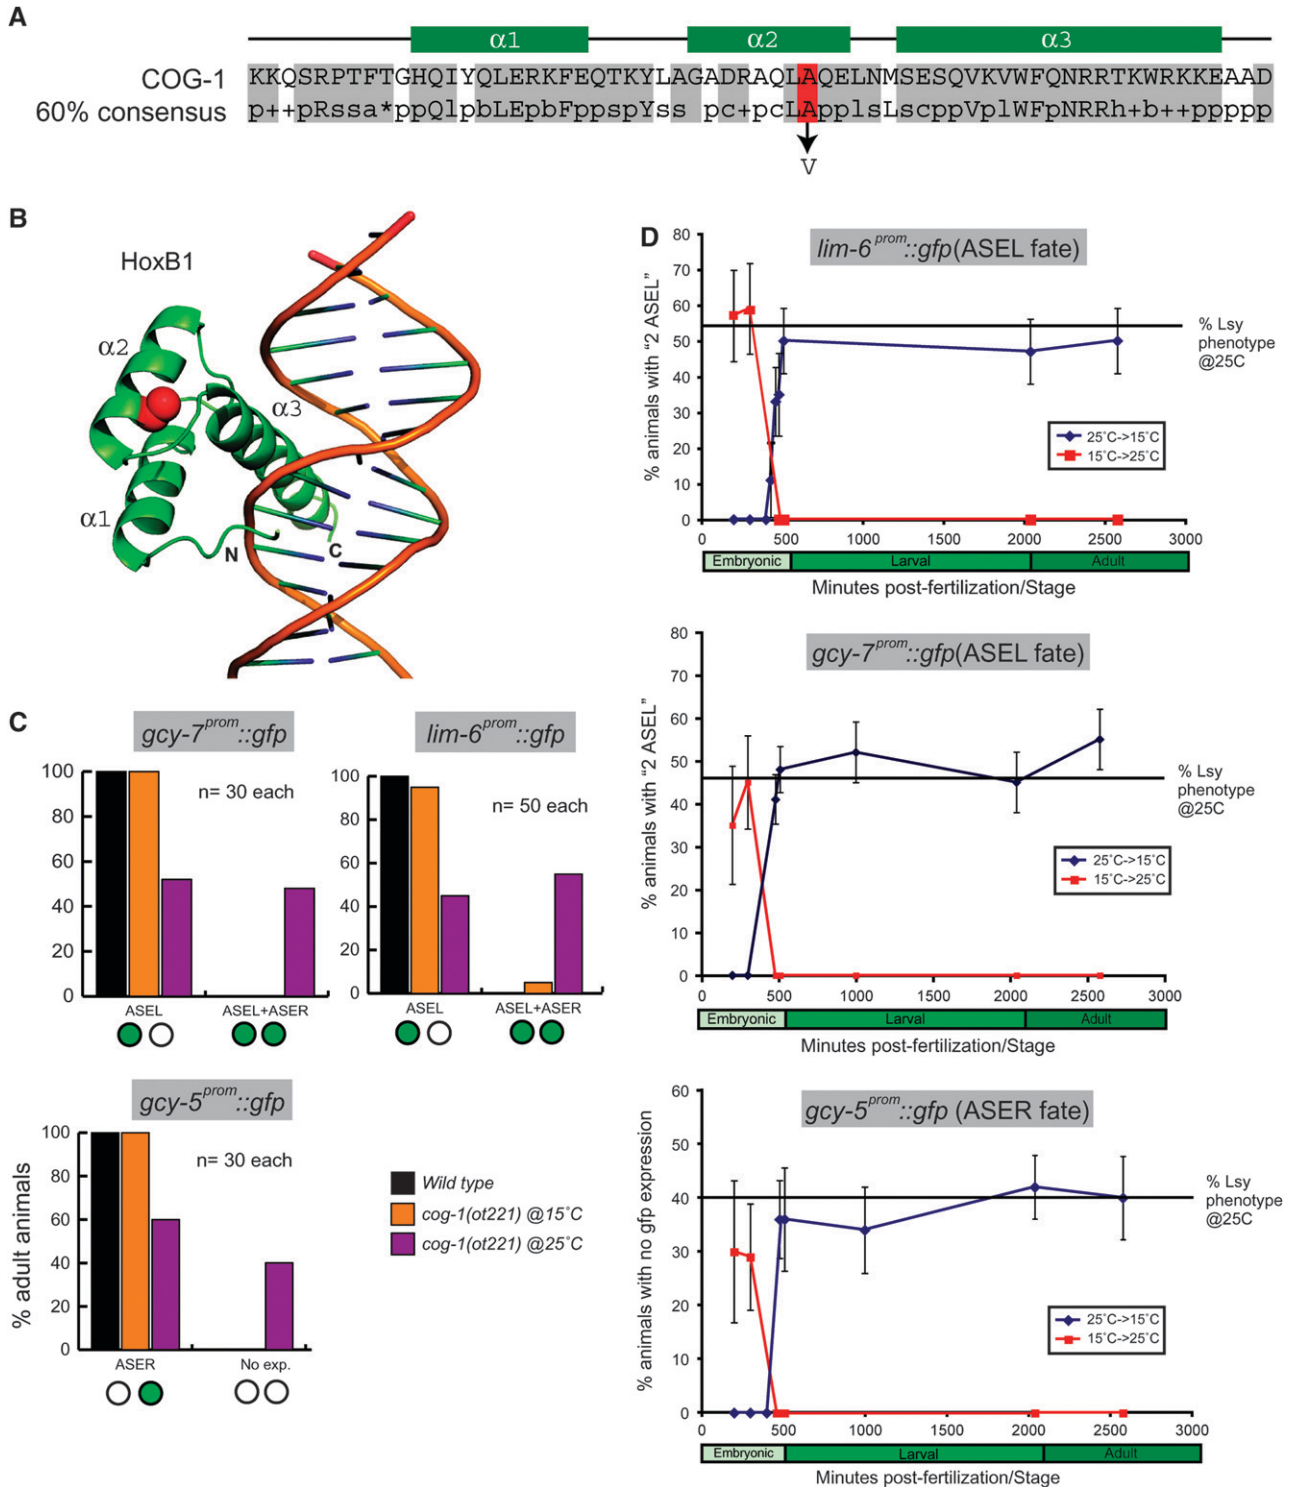 A
α1 α2 α3
COG-1 KKQSRPTFTGHQIYQLERKFEQTKYLAGADRAQLAQELNMSESQVKVWFQNRRTKWRKKEAAD
60% consensus p++pRssa*ppQlpbLEpbFppspYss pc+pcLApplsLscppVplWFpNRRh+b++ppppp
V
B
HoxB1
α2
α3
α1
N
C
C
gcy-7prom::gfp
n= 30 each
100
80
60
40
20
0
ASEL
ASEL+ASER
lim-6prom::gfp
n= 50 each
100
80
60
40
20
0
ASEL
ASEL+ASER
gcy-5prom::gfp
n= 30 each
% adult animals
100
80
60
40
20
0
ASER
No exp.
Wild type
cog-1(ot221) @15°C
cog-1(ot221) @25°C
D
lim-6prom::gfp(ASEL fate)
% animals with "2 ASEL"
80
70
60
50
40
30
20
10
0
% Lsy
phenotype
@25C
25°C->15°C
15°C->25°C
0 500 1000 1500 2000 2500 3000
Embryonic Larval Adult
Minutes post-fertilization/Stage
gcy-7prom::gfp(ASEL fate)
% animals with "2 ASEL"
80
70
60
50
40
30
20
10
0
% Lsy
phenotype
@25C
25°C->15°C
15°C->25°C
0 500 1000 1500 2000 2500 3000
Embryonic Larval Adult
Minutes post-fertilization/Stage
gcy-5prom::gfp (ASER fate)
% animals with no gfp expression
60
50
40
30
20
10
0
% Lsy
phenotype
@25C
25°C->15°C
15°C->25°C
0 500 1000 1500 2000 2500 3000
Embryonic Larval Adult
Minutes post-fertilization/Stage